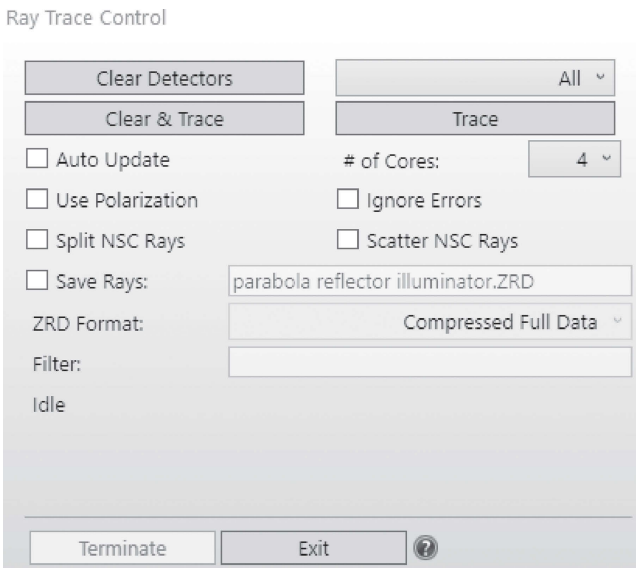 Ray Trace Control
Clear Detectors All
Clear & Trace Trace
Auto Update # of Cores: 4
Use Polarization Ignore Errors
Split NSC Rays Scatter NSC Rays
Save Rays: parabola reflector illuminator.ZRD
ZRD Format: Compressed Full Data
Filter:
Idle
Terminate Exit ?